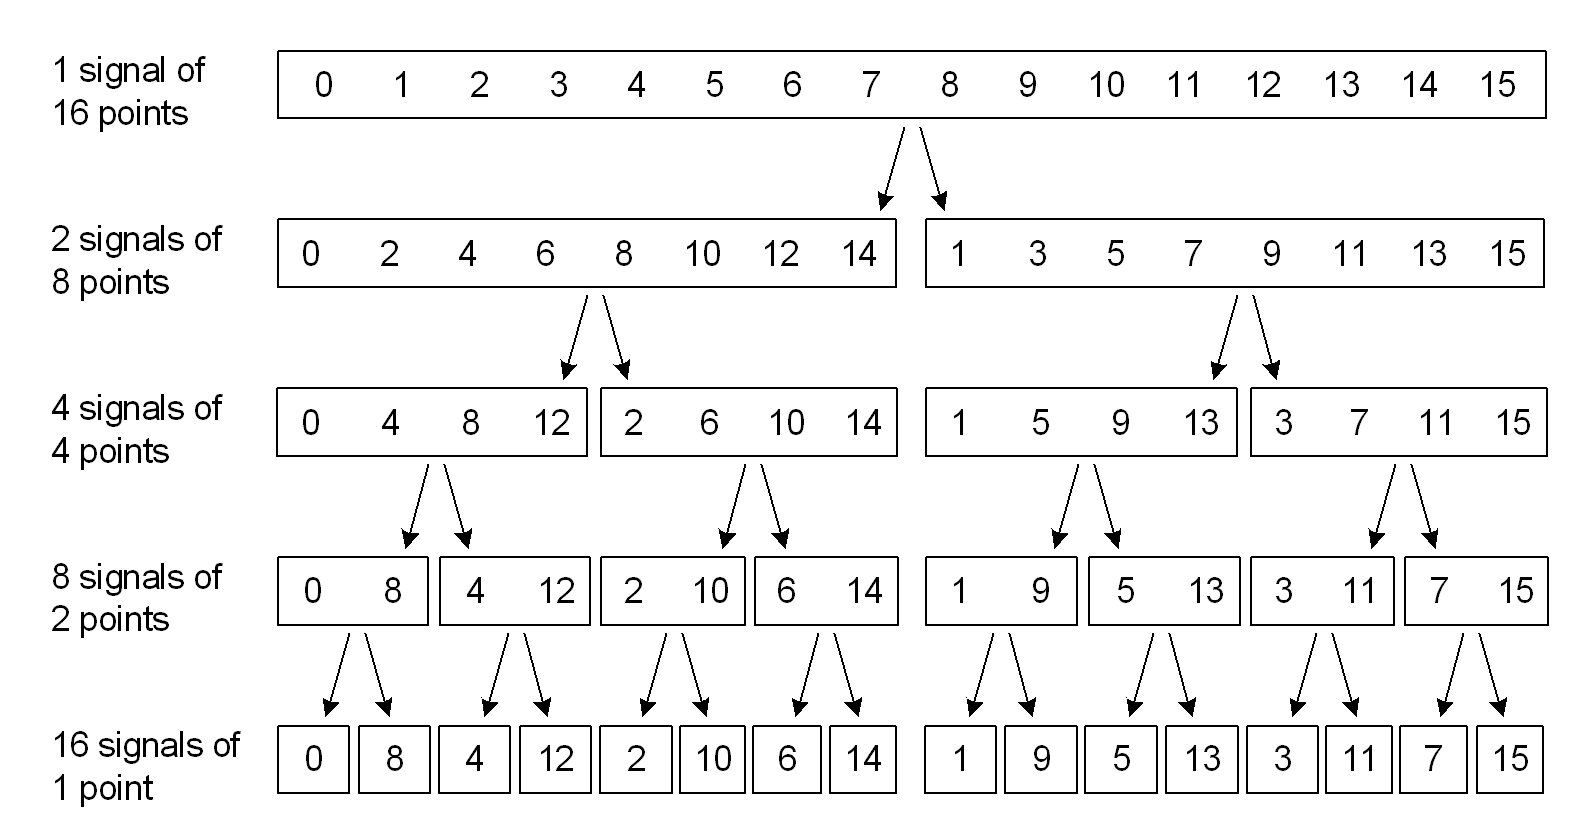 1 signal of
16 points
0 1 2 3 4 5 6 7 8 9 10 11 12 13 14 15
2 signals of
8 points
0 2 4 6 8 10 12 14
1 3 5 7 9 11 13 15
4 signals of
4 points
0 4 8 12
2 6 10 14
1 5 9 13
3 7 11 15
8 signals of
2 points
0 8
4 12
2 10
6 14
1 9
5 13
3 11
7 15
16 signals of
1 point
0
8
4
12
2
10
6
14
1
9
5
13
3
11
7
15